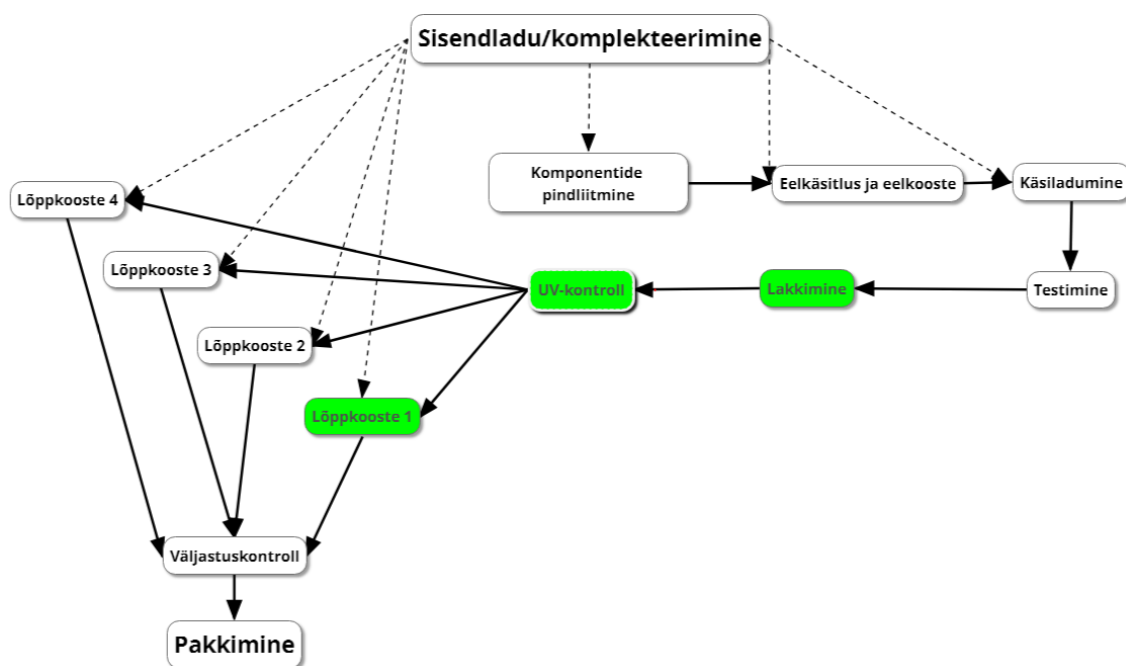 Sisendladu/komplekteerimine
Komponentide
pindliitmine
Eelkäsitlus ja eelkooste
Käsiladumine
Lõppkooste 4
Lõppkooste 3
UV-kontroll
Lakkimine
Testimine
Lõppkooste 2
Lõppkooste 1
Väljastuskontroll
Pakkimine